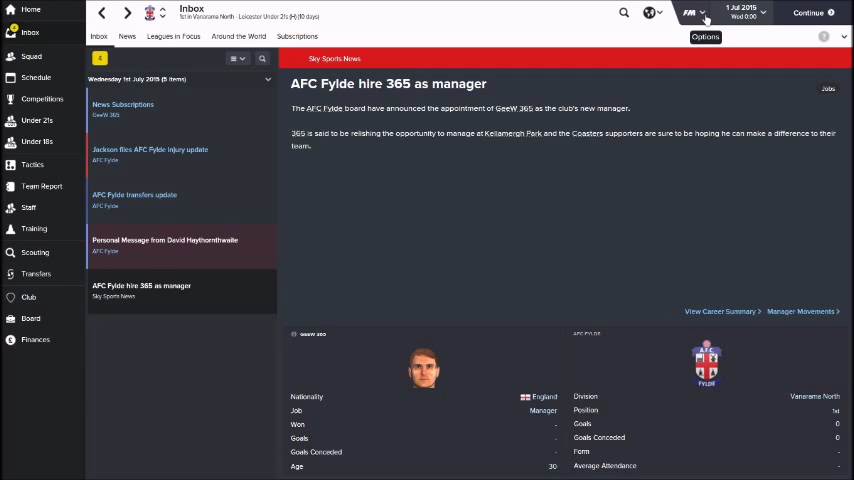 Home
Inbox
1st in Vanarama North - Leicester Under 21s (H) (10 days)
FM
1 Jul 2015
Wed 0:00
Continue
Options
4
Inbox
Squad
Schedule
Competitions
Under 21s
Under 18s
Tactics
Team Report
Staff
Training
Scouting
Transfers
Club
Board
Finances
Inbox
News
Leagues in Focus
Around the World
Subscriptions
?
4
Wednesday 1st July 2015 (5 items)
News Subscriptions
GeeW 365
Jackson files AFC Fylde injury update
AFC Fylde
AFC Fylde transfers update
AFC Fylde
Personal Message from David Haythornthwaite
AFC Fylde
AFC Fylde hire 365 as manager
Sky Sports News
Sky Sports News
AFC Fylde hire 365 as manager
Jobs
The AFC Fylde board have announced the appointment of GeeW 365 as the club's new manager.
365 is said to be relishing the opportunity to manage at Kellamergh Park and the Coasters supporters are sure to be hoping he can make a difference to their
team.
View Career Summary >
Manager Movements >
GEEW 365
Nationality
England
Job
Manager
Won
-
Goals
-
Goals Conceded
-
Age
30
AFC FYLDE
A.F.C.
FYLDE
Division
Vanarama North
Position
1st
Goals
0
Goals Conceded
0
Form
-
Average Attendance
-